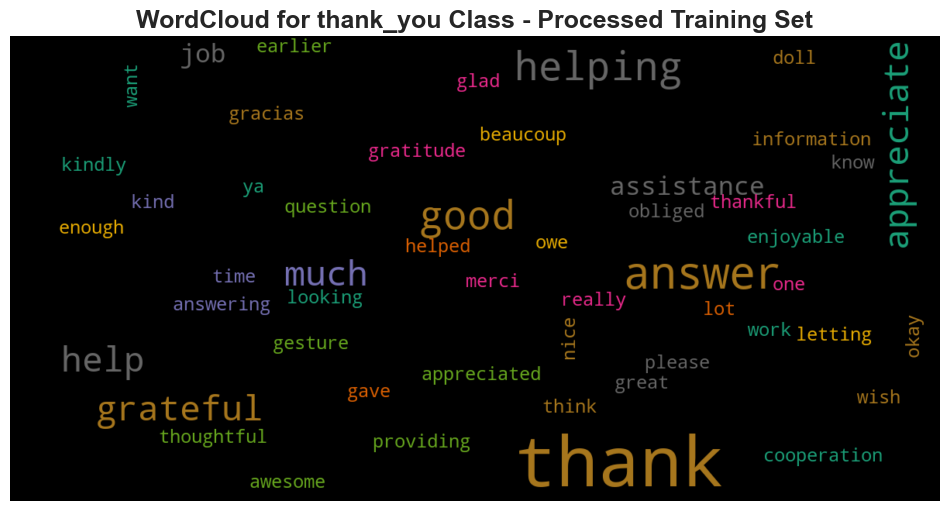 WordCloud for thank_you Class - Processed Training Set
job
earlier
helping
doll
appreciate
want
glad
gracias
beaucoup
information
gratitude
know
kindly
ya
assistance
kind
question
obliged
thankful
good
enough
helped
owe
enjoyable
time
much
merci
answer
one
answering
looking
really
lot
work
letting
nice
okay
gesture
help
please
appreciated
great
gave
think
wish
grateful
thoughtful
providing
thank
cooperation
awesome